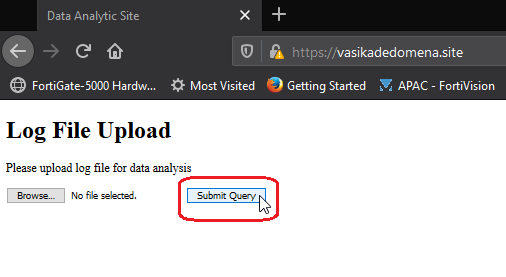 Data Analytic Site
https://vasikadedomena.site
FortiGate-5000 Hardw... Most Visited Getting Started APAC - FortiVision
Log File Upload
Please upload log file for data analysis
Browse... No file selected. Submit Query